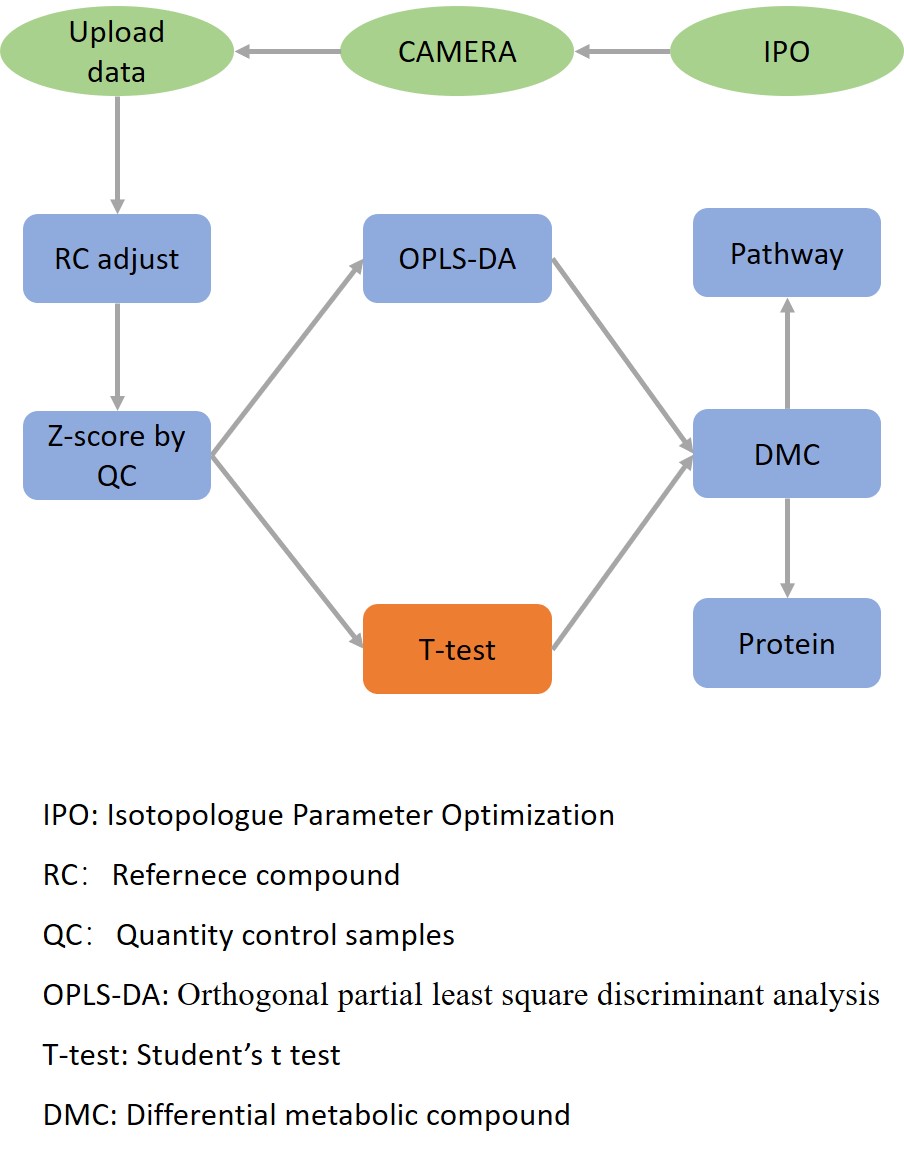 Upload
data
CAMERA
IPO
RC adjust
OPLS-DA
Pathway
Z-score by
QC
DMC
T-test
Protein
IPO: Isotopologue Parameter Optimization
RC： Refernece compound
QC： Quantity control samples
OPLS-DA: Orthogonal partial least square discriminant analysis
T-test: Student’s t test
DMC: Differential metabolic compound